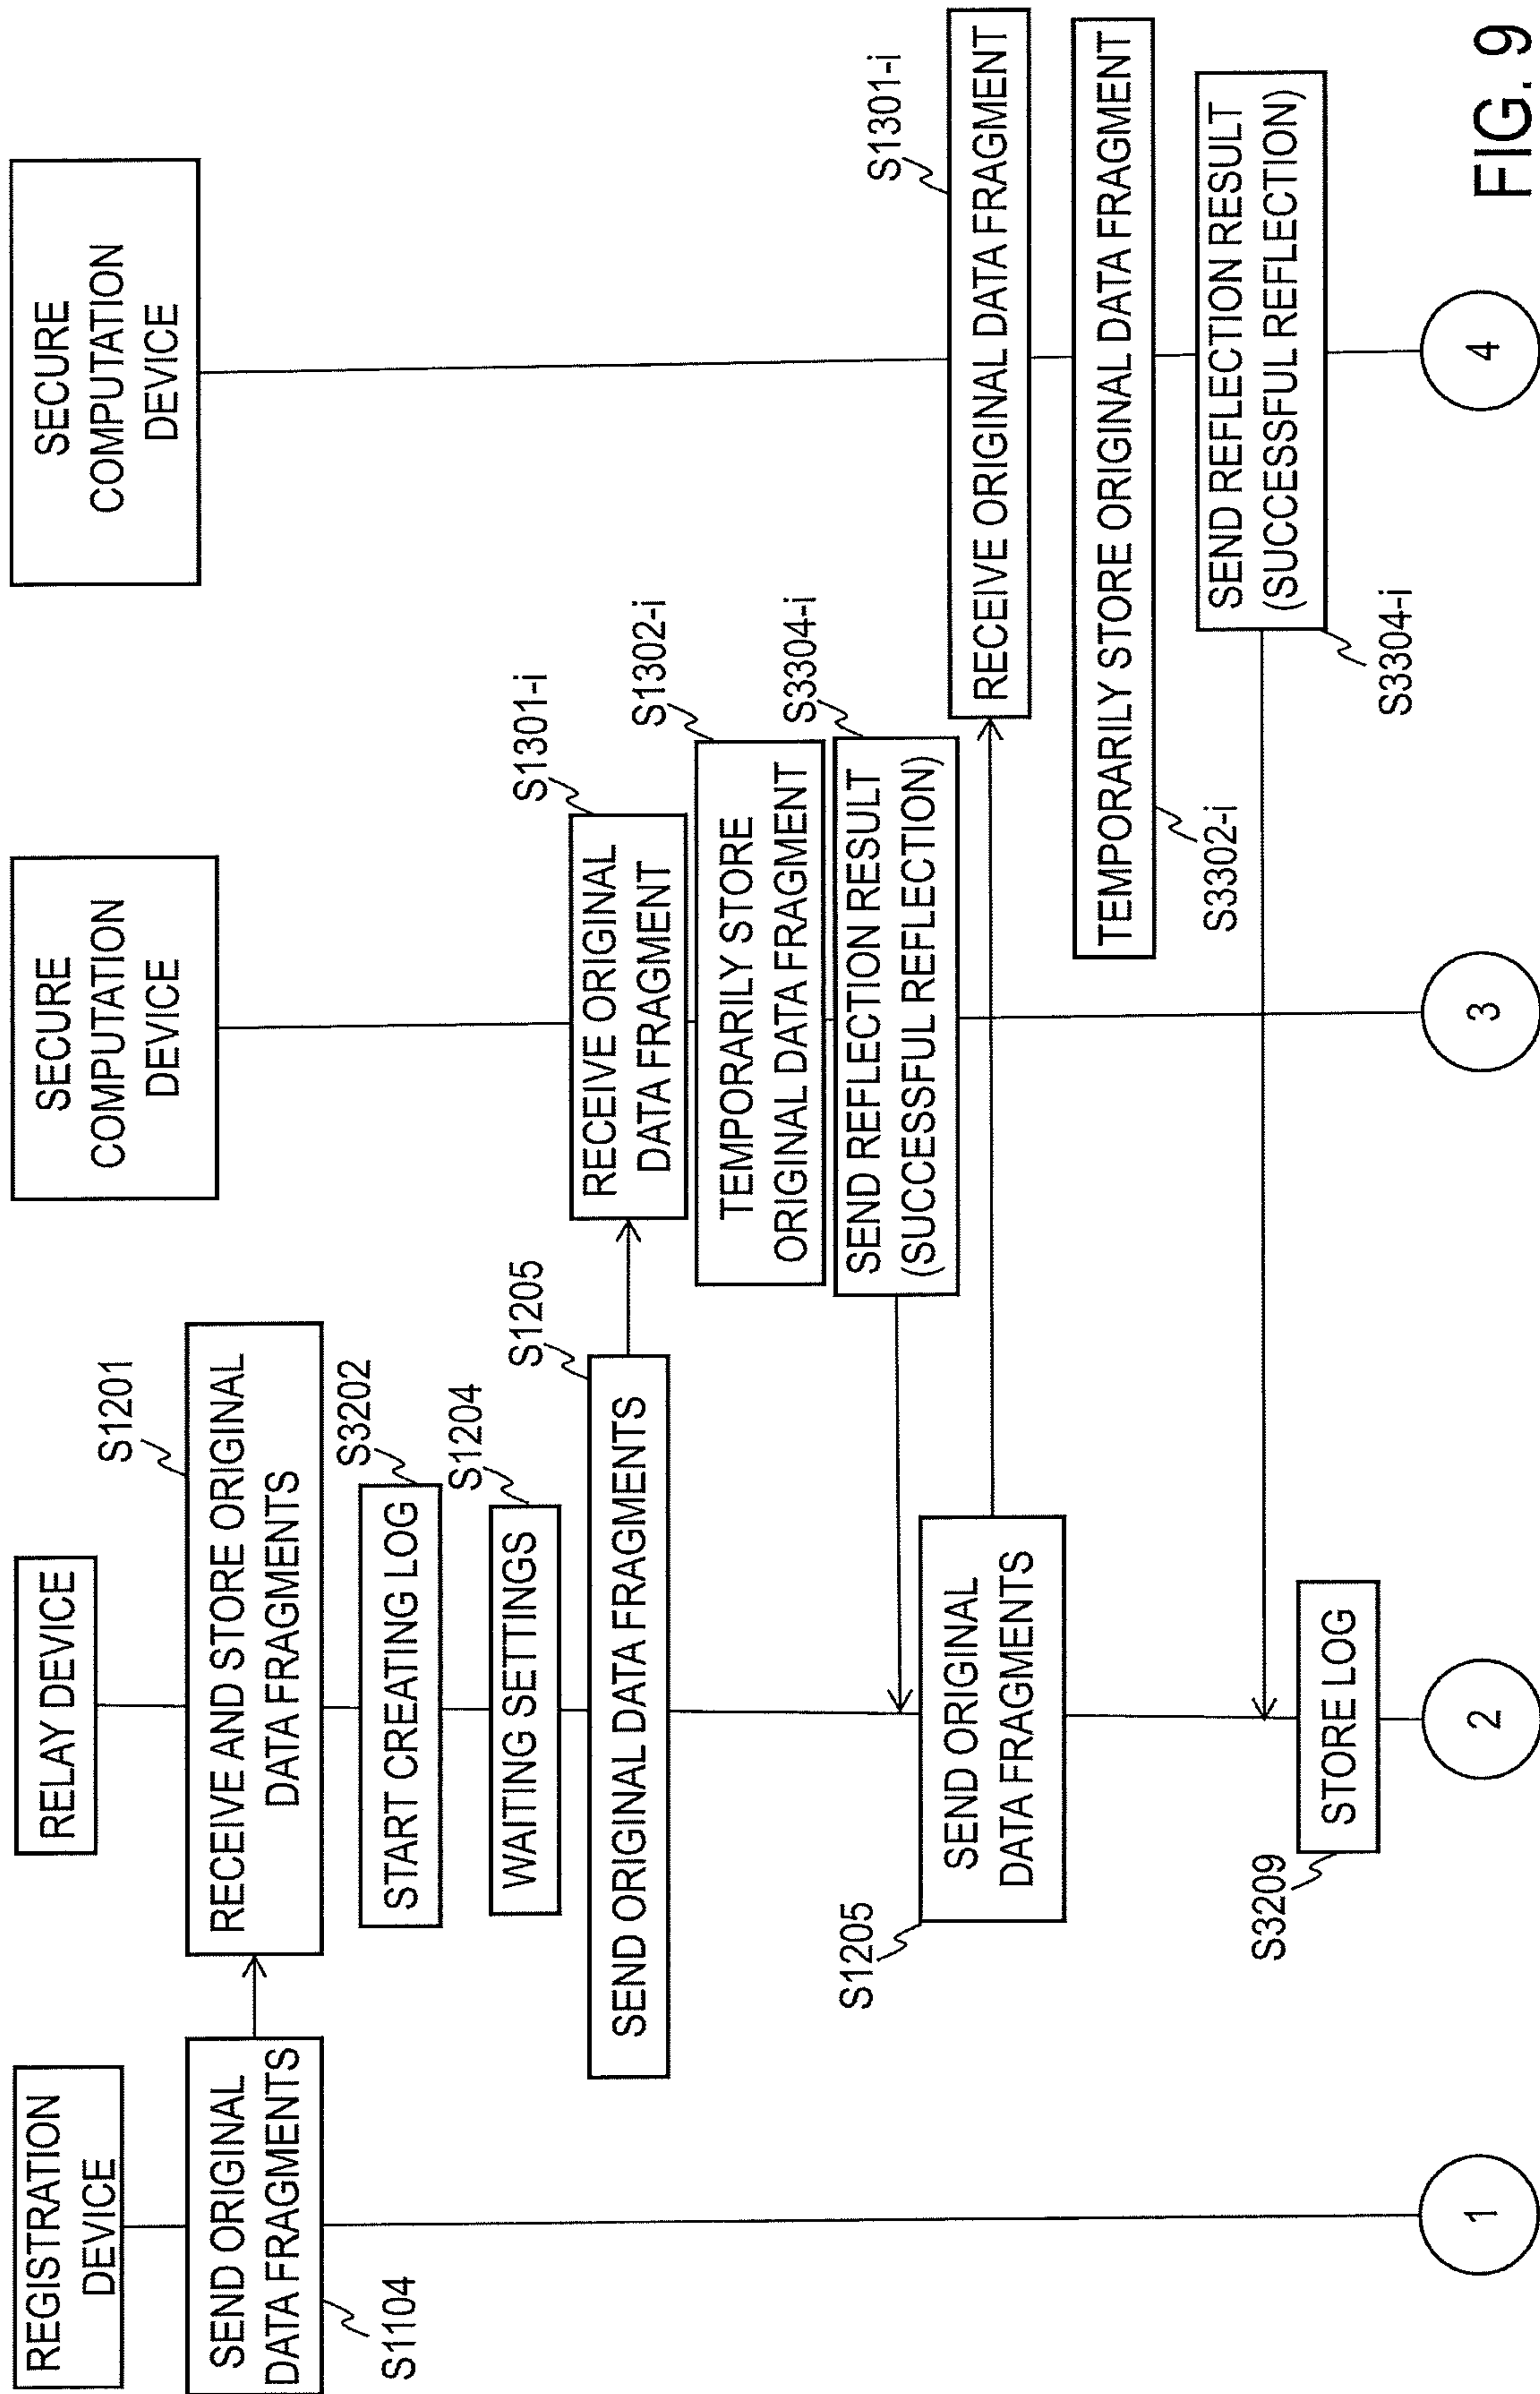 REGISTRATION
DEVICE
RELAY DEVICE
SECURE
COMPUTATION
DEVICE
SECURE
COMPUTATION
DEVICE
SEND ORIGINAL
DATA FRAGMENTS
S1104
S1201
RECEIVE AND STORE ORIGINAL
DATA FRAGMENTS
S3202
START CREATING LOG
S1204
WAITING SETTINGS
S1205
SEND ORIGINAL DATA FRAGMENTS
S1301-i
RECEIVE ORIGINAL
DATA FRAGMENT
S1302-i
TEMPORARILY STORE
ORIGINAL DATA FRAGMENT
S3304-i
SEND REFLECTION RESULT
(SUCCESSFUL REFLECTION)
S1205
SEND ORIGINAL
DATA FRAGMENTS
S1301-i
RECEIVE ORIGINAL DATA FRAGMENT
TEMPORARILY STORE ORIGINAL DATA FRAGMENT
S3302-i
SEND REFLECTION RESULT
(SUCCESSFUL REFLECTION)
S3304-i
S3209
STORE LOG
1
2
3
4
FIG. 9